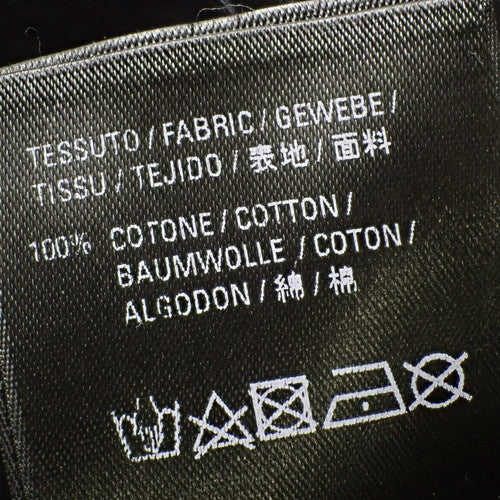 TESSUTO / FABRIC / GEWEBE /
TISSU / TEJIDO / 表地 / 面料
100% COTONE / COTTON /
BAUMWOLLE / COTON /
ALGODON / 綿 / 棉